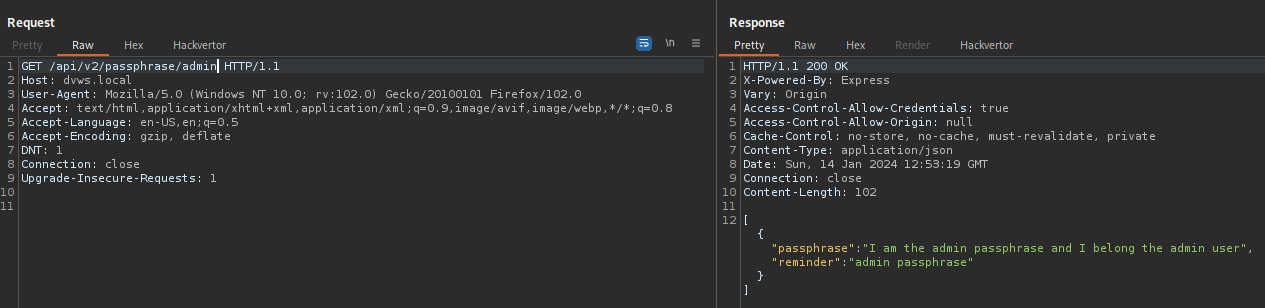 Request
Pretty Raw Hex Hackvertor \n
1 GET /api/v2/passphrase/admin HTTP/1.1
2 Host: dvws.local
3 User-Agent: Mozilla/5.0 (Windows NT 10.0; rv:102.0) Gecko/20100101 Firefox/102.0
4 Accept: text/html,application/xhtml+xml,application/xml;q=0.9,image/avif,image/webp,*/*;q=0.8
5 Accept-Language: en-US,en;q=0.5
6 Accept-Encoding: gzip, deflate
7 DNT: 1
8 Connection: close
9 Upgrade-Insecure-Requests: 1
10
11
Response
Pretty Raw Hex Render Hackvertor
1 HTTP/1.1 200 OK
2 X-Powered-By: Express
3 Vary: Origin
4 Access-Control-Allow-Credentials: true
5 Access-Control-Allow-Origin: null
6 Cache-Control: no-store, no-cache, must-revalidate, private
7 Content-Type: application/json
8 Date: Sun, 14 Jan 2024 12:53:19 GMT
9 Connection: close
10 Content-Length: 102
11
12 [
{
"passphrase":"I am the admin passphrase and I belong the admin user",
"reminder":"admin passphrase"
}
]